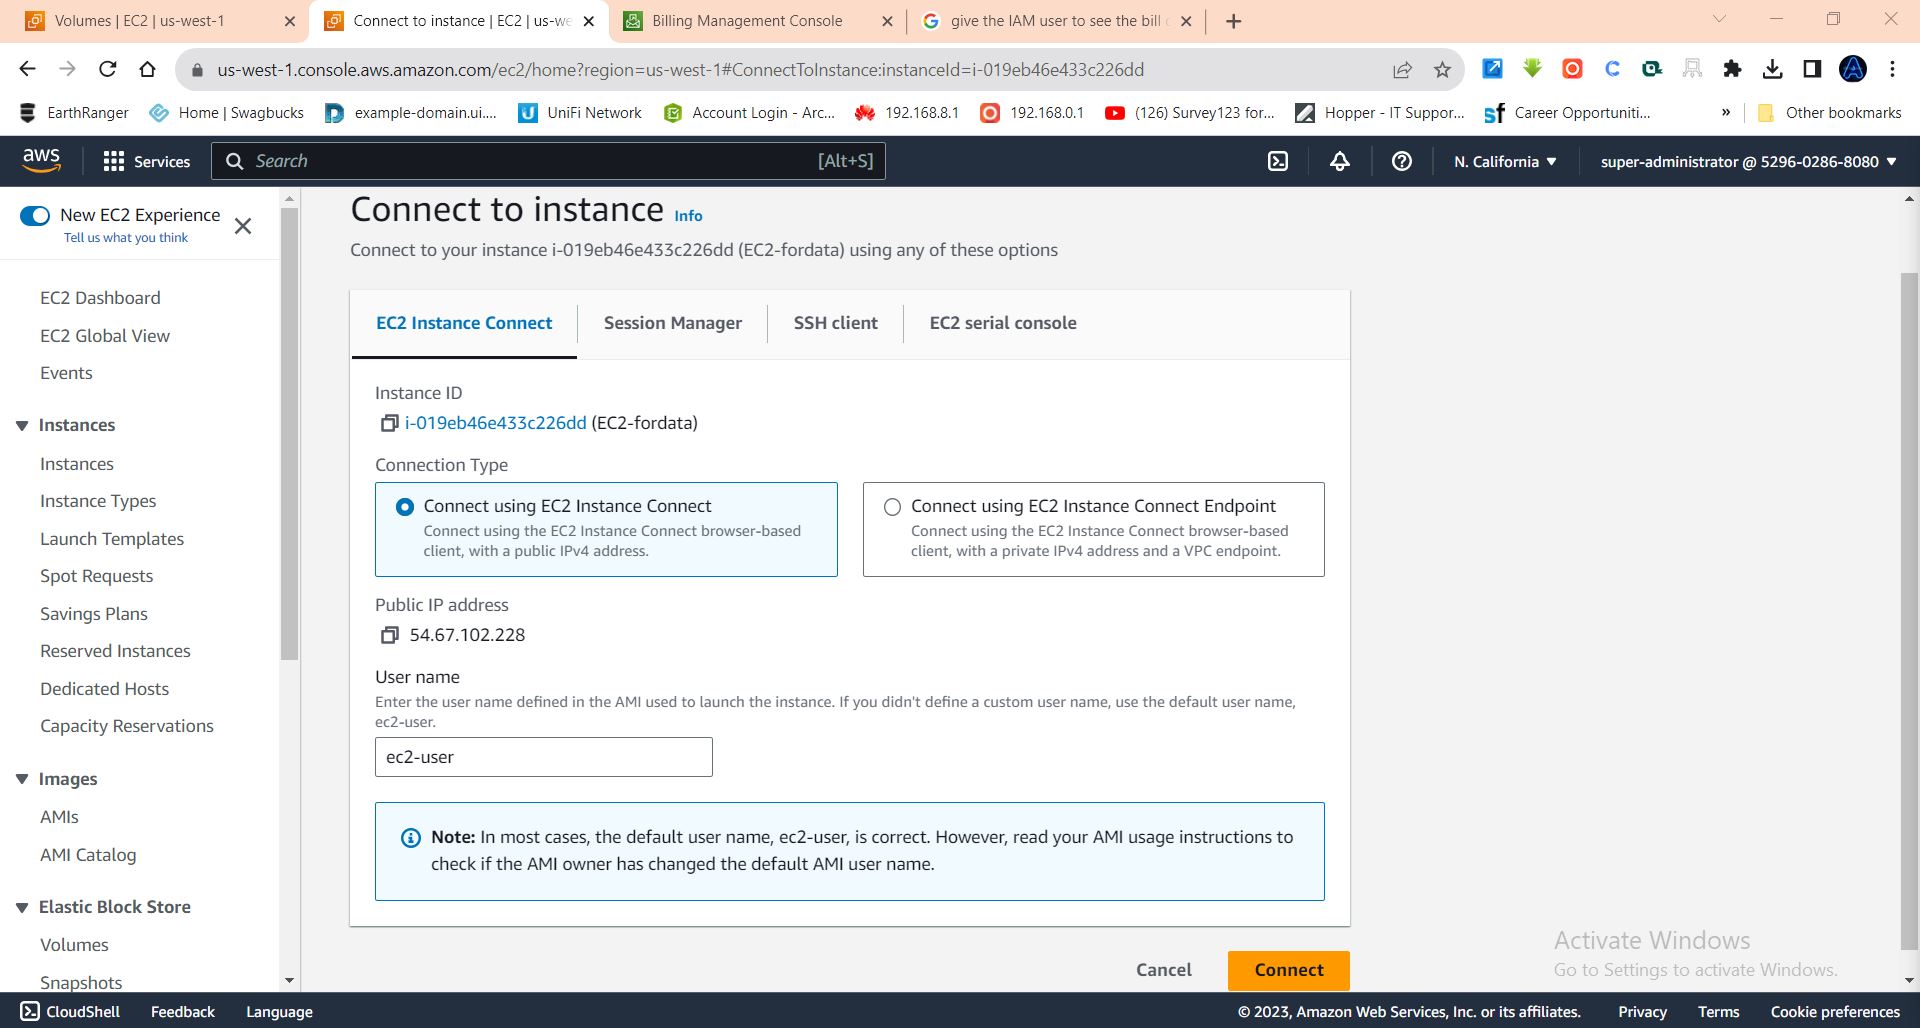 Volumes | EC2 | us-west-1
Connect to instance | EC2 | us-we
Billing Management Console
give the IAM user to see the bill
us-west-1.console.aws.amazon.com/ec2/home?region=us-west-1#ConnectToInstance:instanceId=i-019eb46e433c226dd
EarthRanger
Home | Swagbucks
example-domain.ui....
UniFi Network
Account Login - Arc...
192.168.8.1
192.168.0.1
(126) Survey123 for...
Hopper - IT Suppor...
Career Opportuniti...
»
Other bookmarks
aws
Services
Search
[Alt+S]
N. California
super-administrator @ 5296-0286-8080
New EC2 Experience
Tell us what you think
EC2 Dashboard
EC2 Global View
Events
Instances
Instances
Instance Types
Launch Templates
Spot Requests
Savings Plans
Reserved Instances
Dedicated Hosts
Capacity Reservations
Images
AMIs
AMI Catalog
Elastic Block Store
Volumes
Snapshots
Connect to instance Info
Connect to your instance i-019eb46e433c226dd (EC2-fordata) using any of these options
EC2 Instance Connect
Session Manager
SSH client
EC2 serial console
Instance ID
i-019eb46e433c226dd (EC2-fordata)
Connection Type
Connect using EC2 Instance Connect
Connect using the EC2 Instance Connect browser-based
client, with a public IPv4 address.
Connect using EC2 Instance Connect Endpoint
Connect using the EC2 Instance Connect browser-based
client, with a private IPv4 address and a VPC endpoint.
Public IP address
54.67.102.228
User name
Enter the user name defined in the AMI used to launch the instance. If you didn't define a custom user name, use the default user name,
ec2-user.
ec2-user
Note: In most cases, the default user name, ec2-user, is correct. However, read your AMI usage instructions to
check if the AMI owner has changed the default AMI user name.
Cancel
Connect
Activate Windows
Go to Settings to activate Windows.
CloudShell
Feedback
Language
© 2023, Amazon Web Services, Inc. or its affiliates.
Privacy
Terms
Cookie preferences